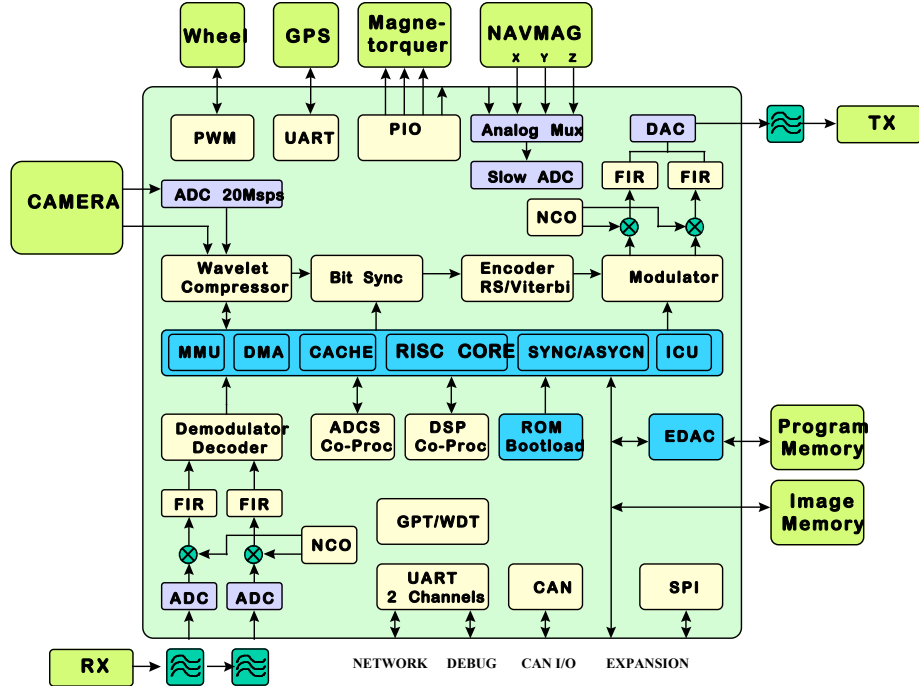 Wheel
GPS
Magne-
torquer
NAVMAG
X Y Z
PWM
UART
PIO
Analog Mux
DAC
TX
Slow ADC
FIR
FIR
CAMERA
ADC 20Msps
NCO
Wavelet
Compressor
Bit Sync
Encoder
RS/Viterbi
Modulator
MMU
DMA
CACHE
RISC CORE
SYNC/ASYCN
ICU
Demodulator
Decoder
ADCS
Co-Proc
DSP
Co-Proc
ROM
Bootload
EDAC
Program
Memory
FIR
FIR
GPT/WDT
Image
Memory
NCO
ADC
ADC
UART
2 Channels
CAN
SPI
RX
NETWORK
DEBUG
CAN I/O
EXPANSION